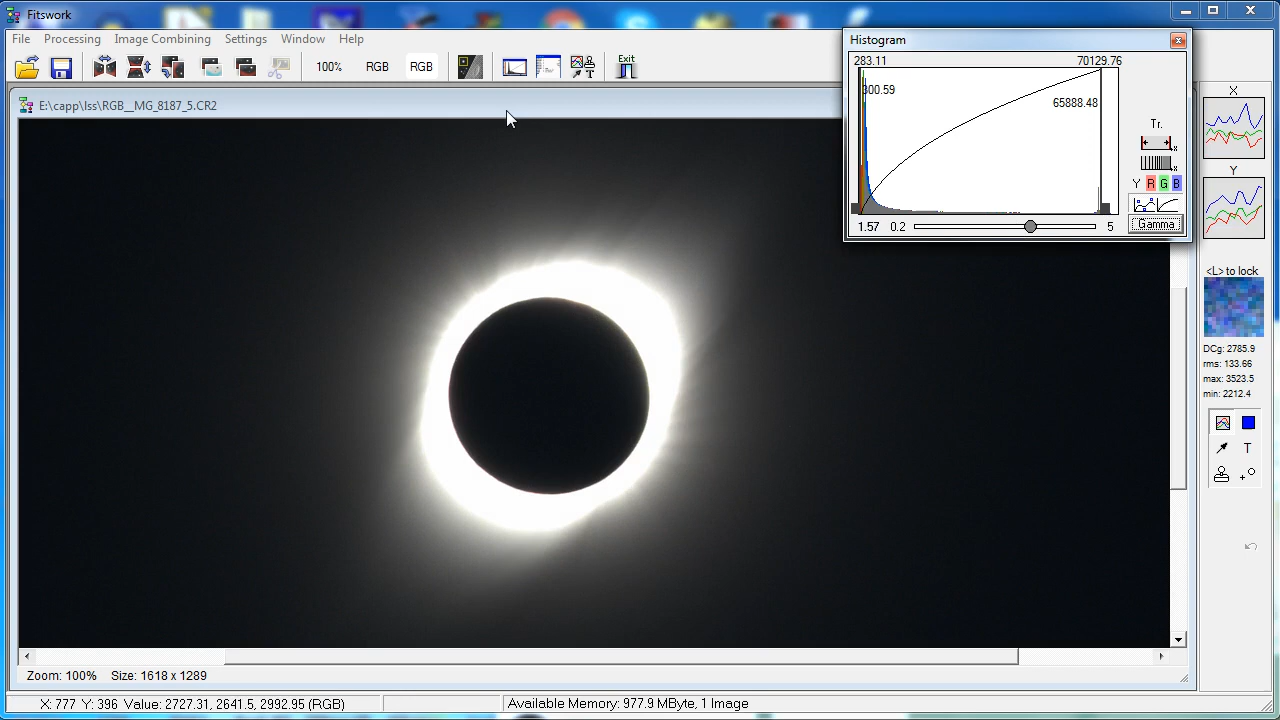 Fitswork
File Processing Image Combining Settings Window Help
100% RGB RGB Exit
E:\capp\lss\RGB__MG_8187_5.CR2
Histogram
283.11 70129.76
300.59
65888.48
Tr.
Y R G B
1.57 0.2 5 Gamma
X
Y
<L> to lock
DCg: 2785.9
rms: 133.66
max: 3523.5
min: 2212.4
T
Zoom: 100% Size: 1618 x 1289
X: 777 Y: 396 Value: 2727.31, 2641.5, 2992.95 (RGB) Available Memory: 977.9 MByte, 1 Image